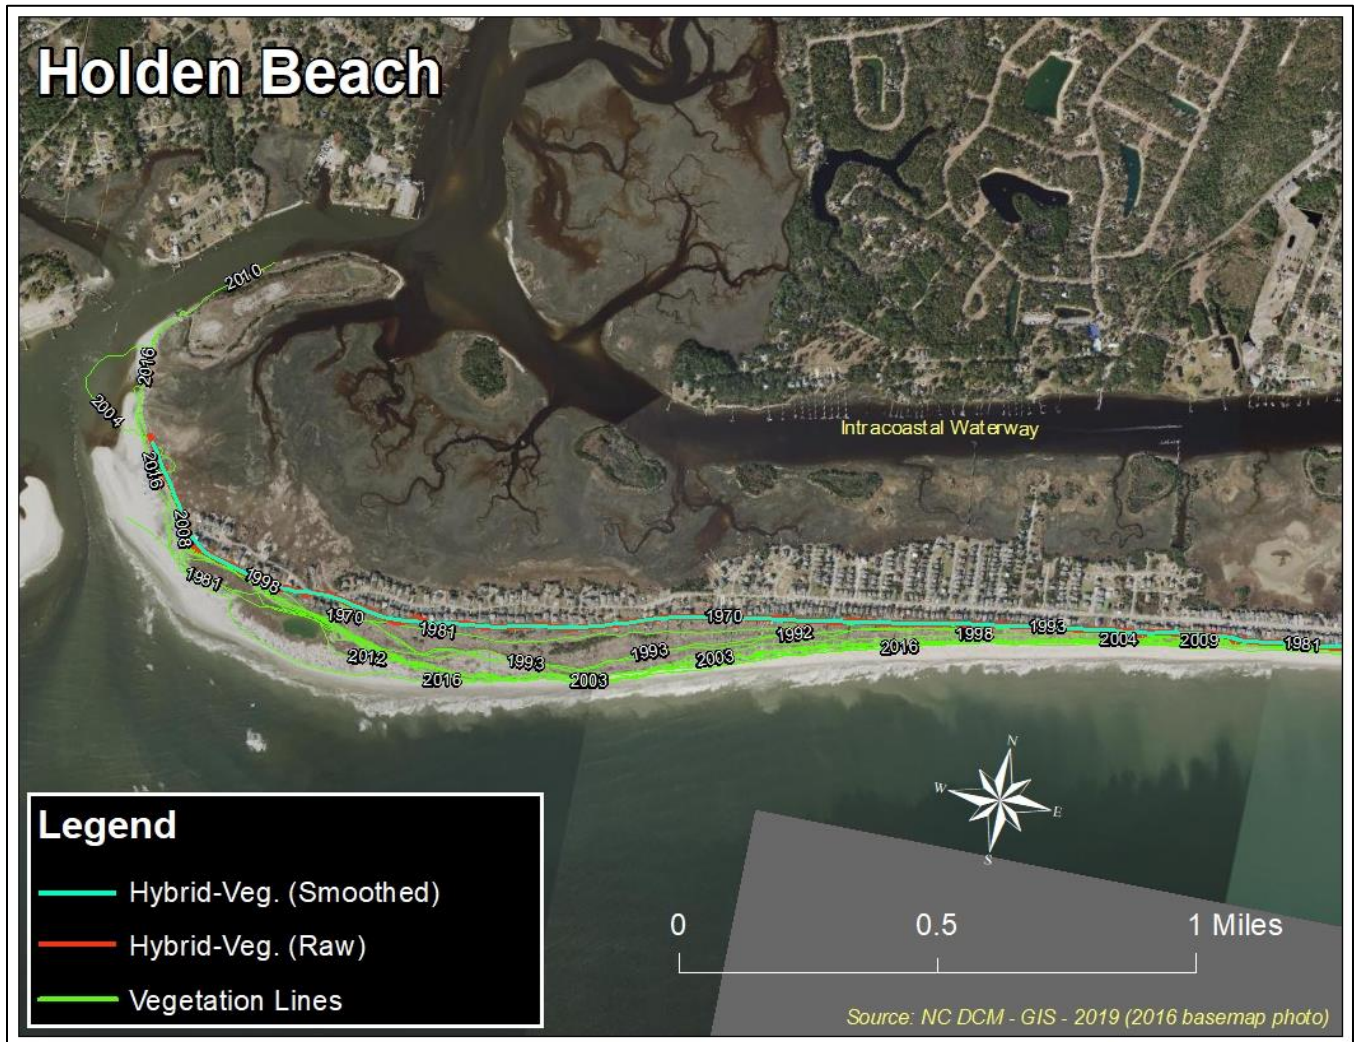 Holden Beach
2010
2016
2004
2016
2008
1981
1998
1970
1981
1970
1992
1993
1998
1993
2004
2009
1981
2012
1993
2003
2016
2016
2003
Intracoastal Waterway
N
W
E
S
Legend
Hybrid-Veg. (Smoothed)
Hybrid-Veg. (Raw)
Vegetation Lines
0 0.5 1 Miles
Source: NC DCM - GIS - 2019 (2016 basemap photo)